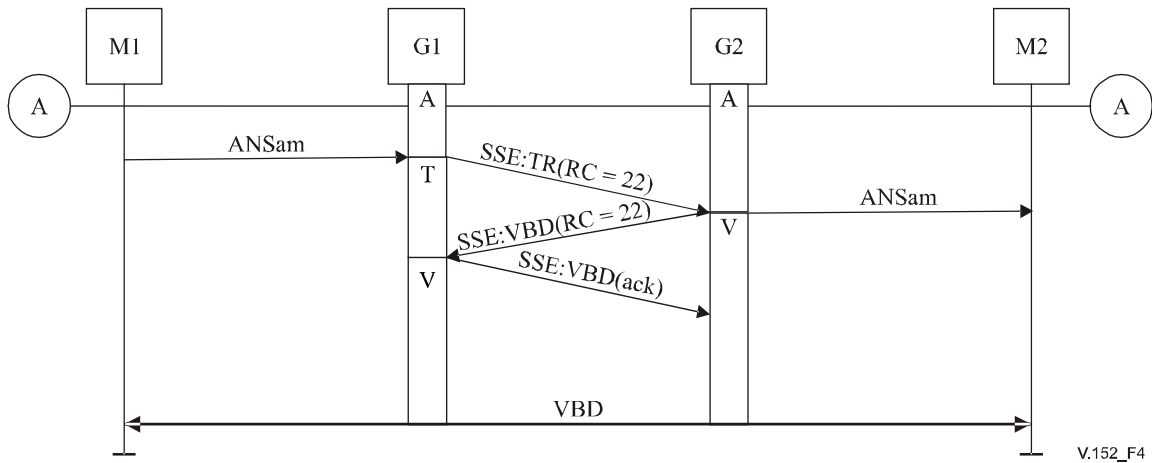 M1
G1
G2
M2
A
A
A
A
ANSam
SSE:TR(RC = 22)
T
ANSam
SSE:VBD(RC = 22)
V
SSE:VBD(ack)
V
VBD
V.152_F4